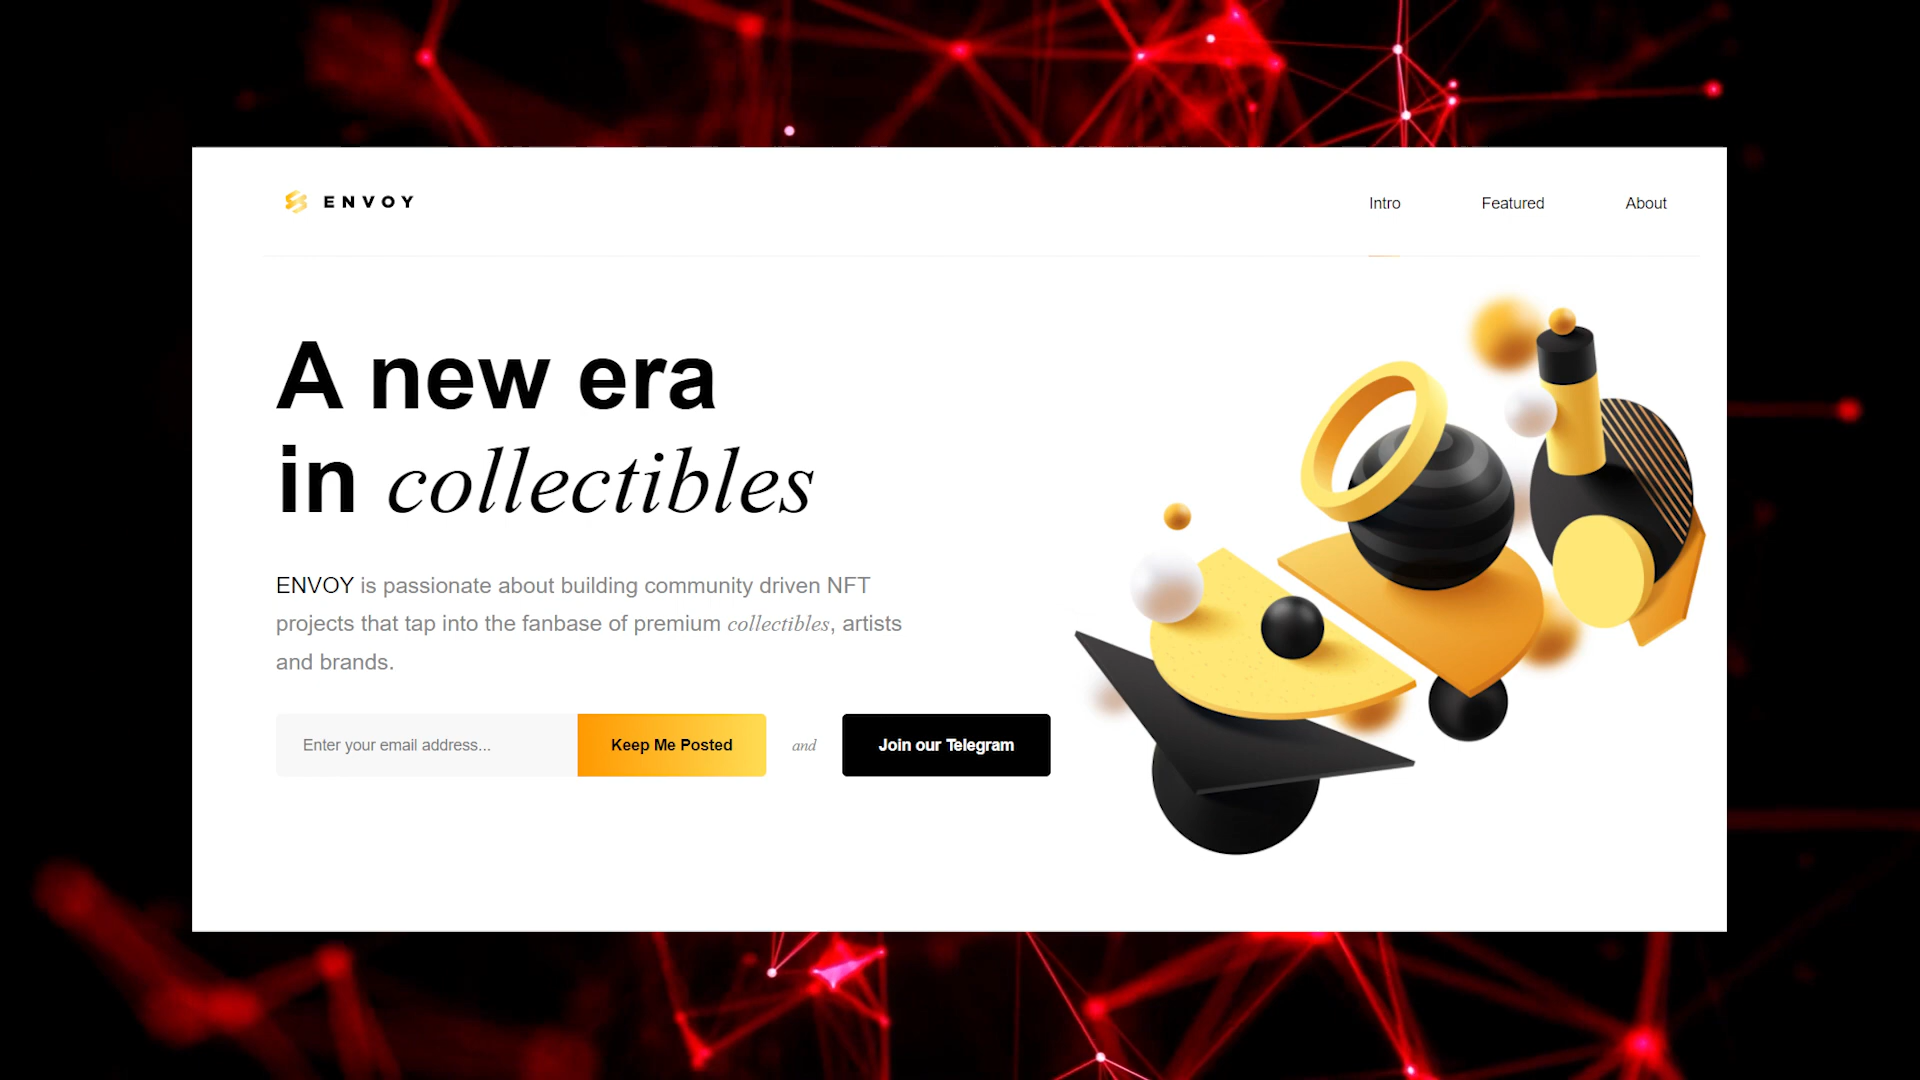 ENVOY
Intro
Featured
About
A new era
in collectibles
ENVOY is passionate about building community driven NFT
projects that tap into the fanbase of premium collectibles, artists
and brands.
Enter your email address...
Keep Me Posted
and
Join our Telegram